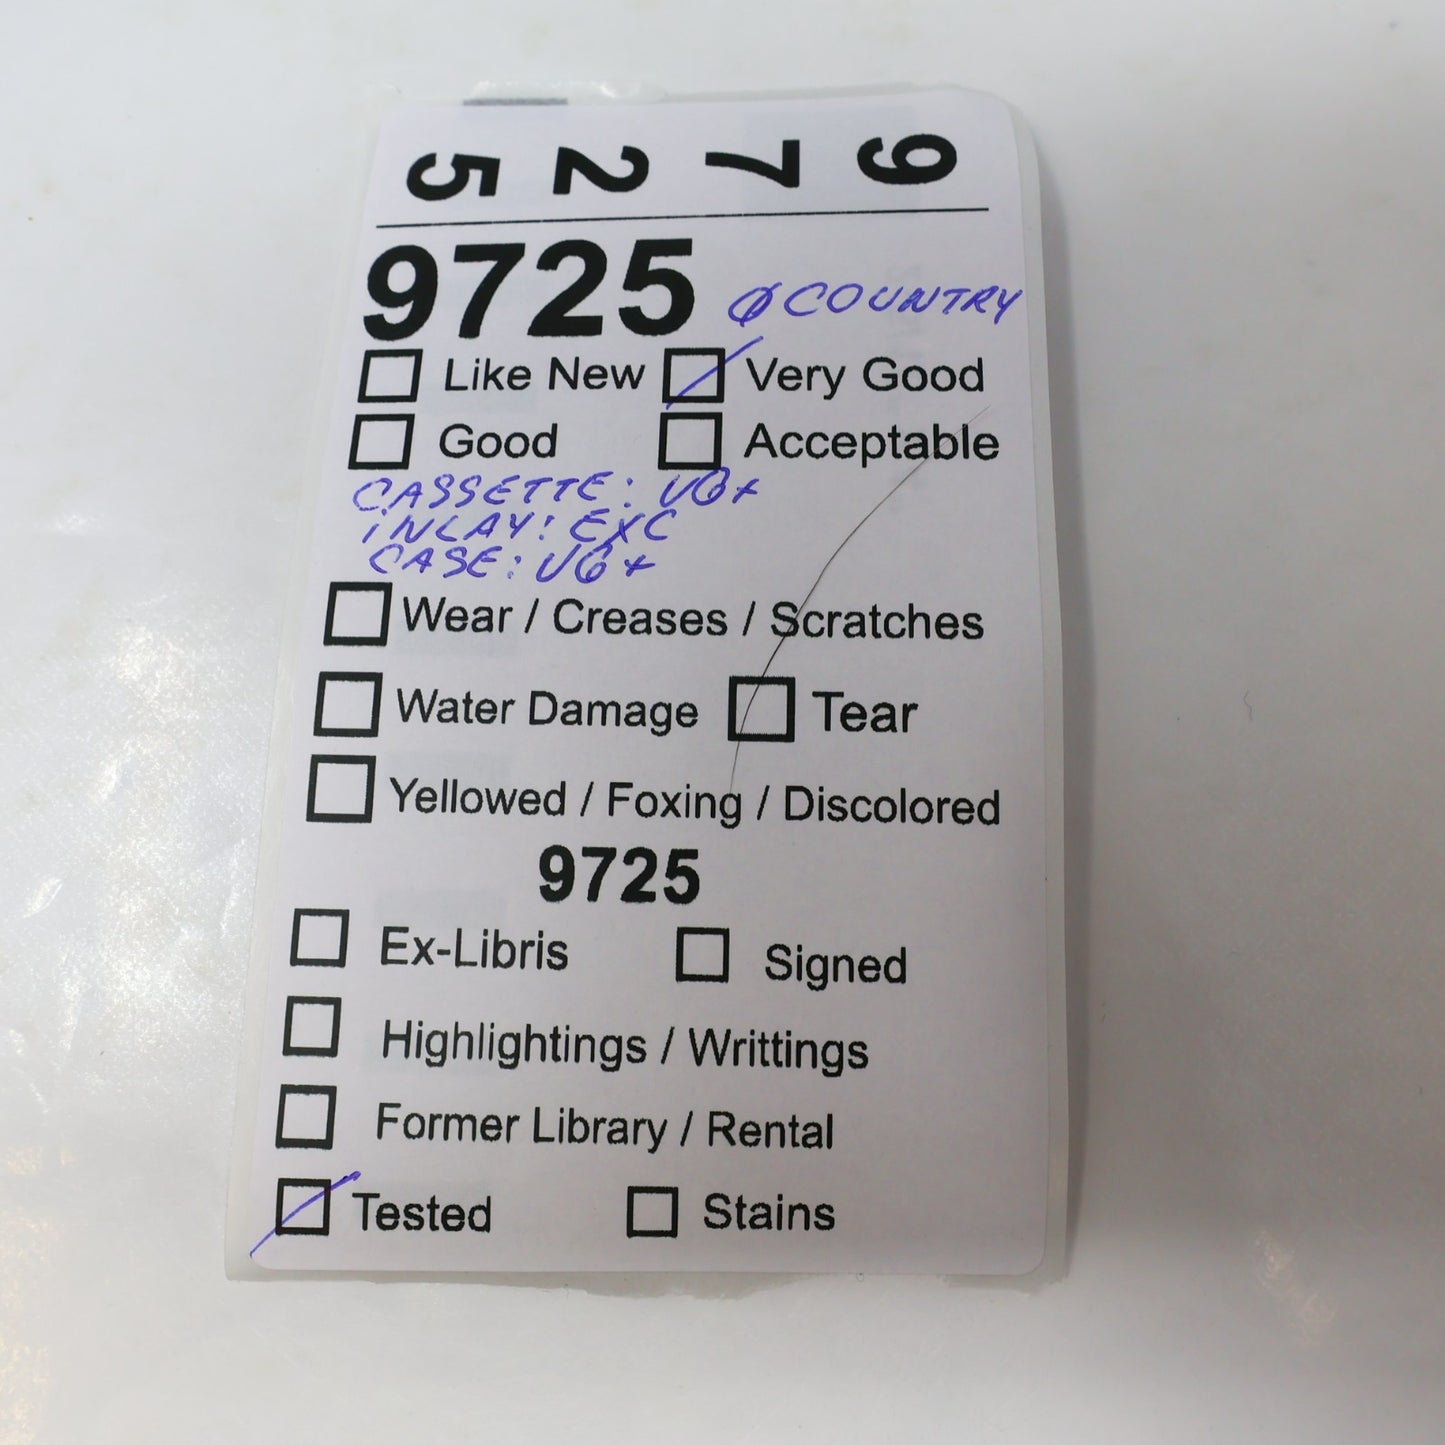 9 7 2 5
9725 Ø COUNTRY
Like New Very Good
Good Acceptable
CASSETTE: VG+
INLAY: EXC
CASE: VG+
Wear / Creases / Scratches
Water Damage Tear
Yellowed / Foxing / Discolored
9725
Ex-Libris Signed
Highlightings / Writtings
Former Library / Rental
Tested Stains